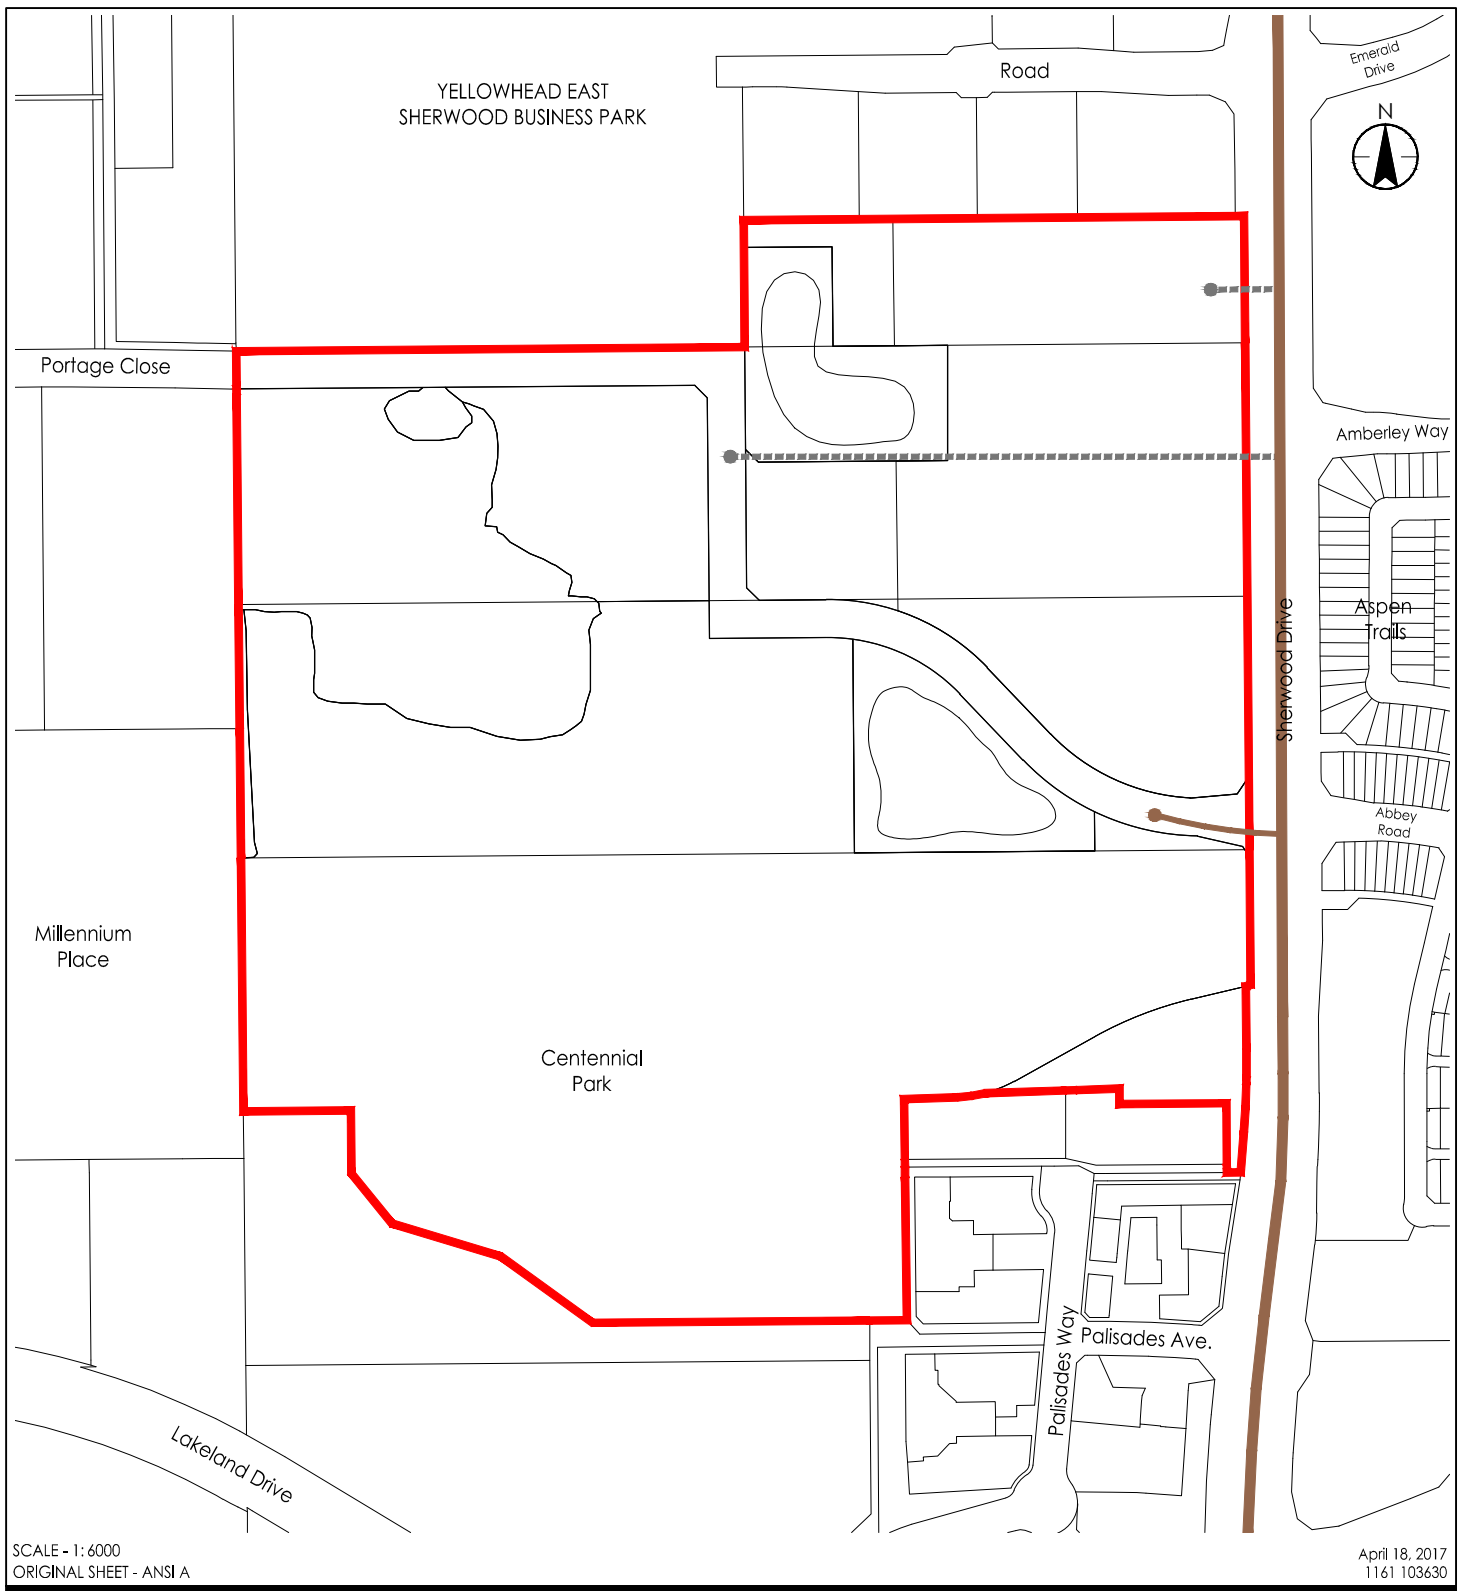 Emerald
Drive
Road
YELLOWHEAD EAST
SHERWOOD BUSINESS PARK
N
Portage Close
Amberley Way
Aspen
Trails
Sherwood Drive
Abbey
Road
Millennium
Place
Centennial
Park
Palisades Way
Palisades Ave.
Lakeland Drive
SCALE - 1:6000
ORIGINAL SHEET - ANSI A
April 18, 2017
1161 103630